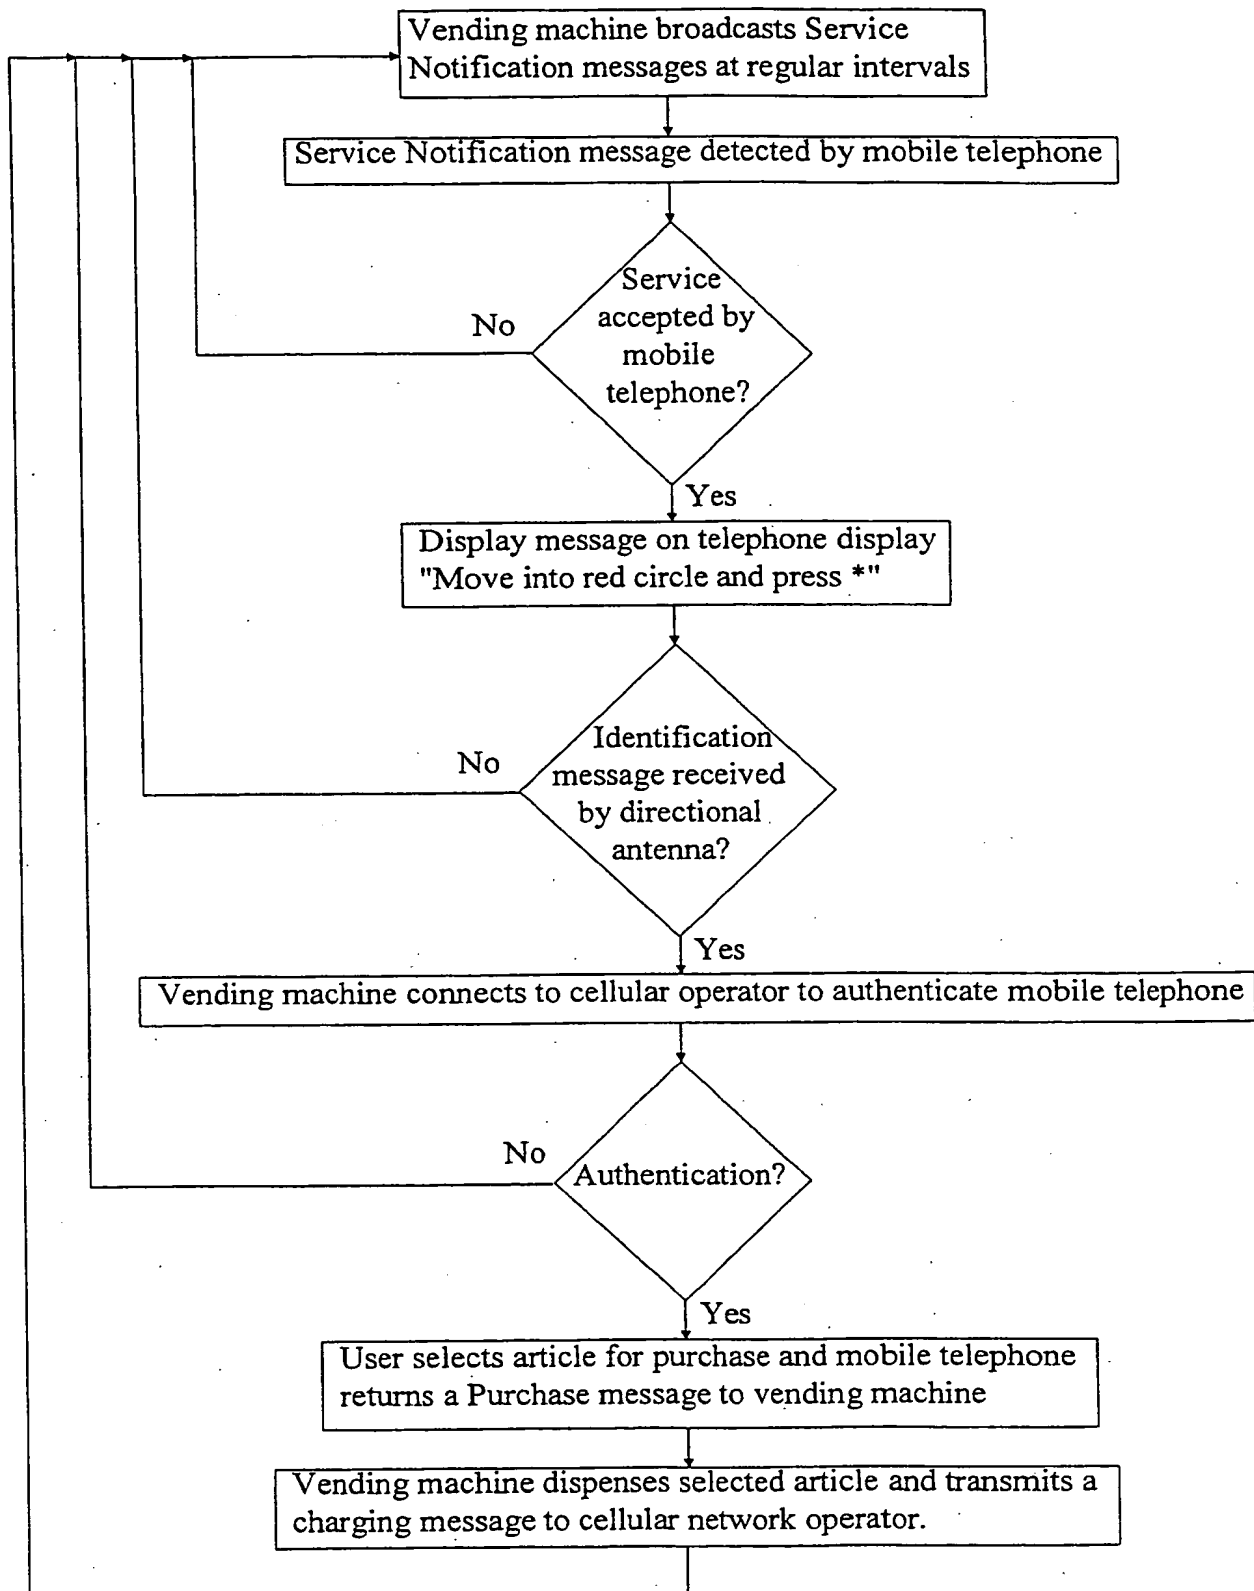 Vending machine broadcasts Service
Notification messages at regular intervals
Service Notification message detected by mobile telephone
Service
accepted by
mobile
telephone?
No
Yes
Display message on telephone display
"Move into red circle and press *"
Identification
message received
by directional
antenna?
No
Yes
Vending machine connects to cellular operator to authenticate mobile telephone
Authentication?
No
Yes
User selects article for purchase and mobile telephone
returns a Purchase message to vending machine
Vending machine dispenses selected article and transmits a
charging message to cellular network operator.